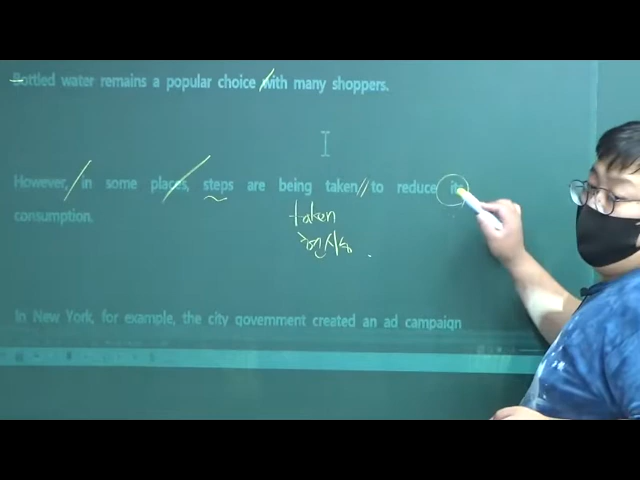 Bottled water remains a popular choice with many shoppers.
However, in some places, steps are being taken to reduce its
consumption.
taken
In New York, for example, the city government created an ad campaign